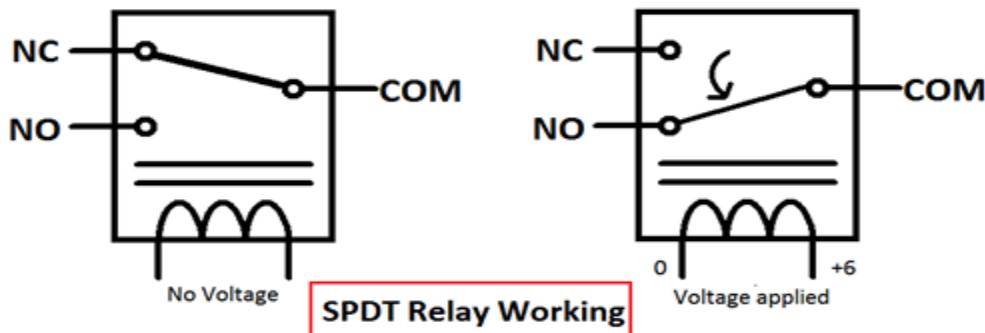 NC
COM
NO
No Voltage
NC
COM
NO
0
+6
Voltage applied
SPDT Relay Working